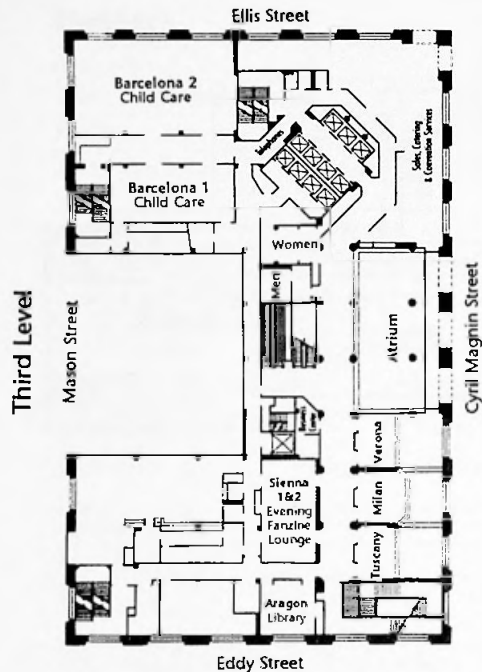 Ellis Street
Barcelona 2
Child Care
Telephones
Sales, Catering
& Convention Services
Barcelona 1
Child Care
Women
Men
Third Level
Mason Street
Atrium
Cyril Magnin Street
Business
Center
Verona
Sienna
1&2
Evening
Fanzine
Lounge
Milan
Tuscany
Aragon
Library
Eddy Street